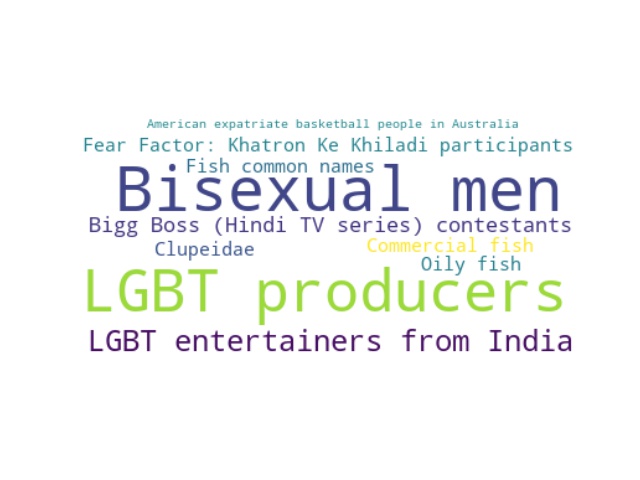 American expatriate basketball people in Australia
Fear Factor: Khatron Ke Khiladi participants
Fish common names
Bisexual men
Bigg Boss (Hindi TV series) contestants
Clupeidae
Commercial fish
Oily fish
LGBT producers
LGBT entertainers from India